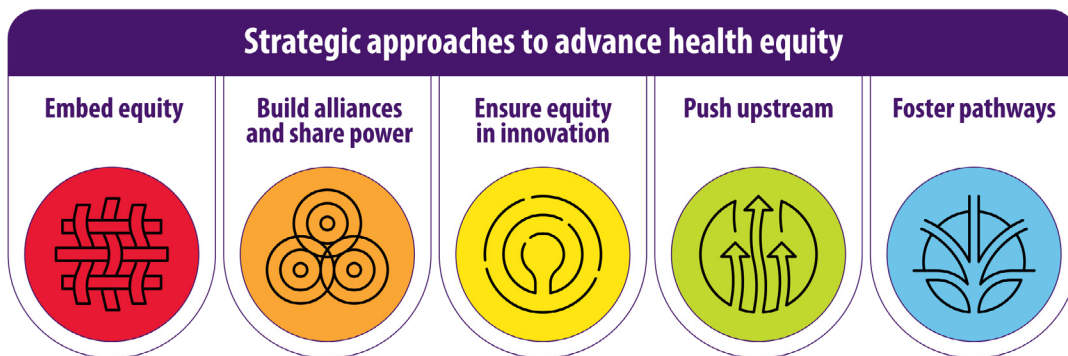 Strategic approaches to advance health equity
Embed equity
Build alliances
and share power
Ensure equity
in innovation
Push upstream
Foster pathways